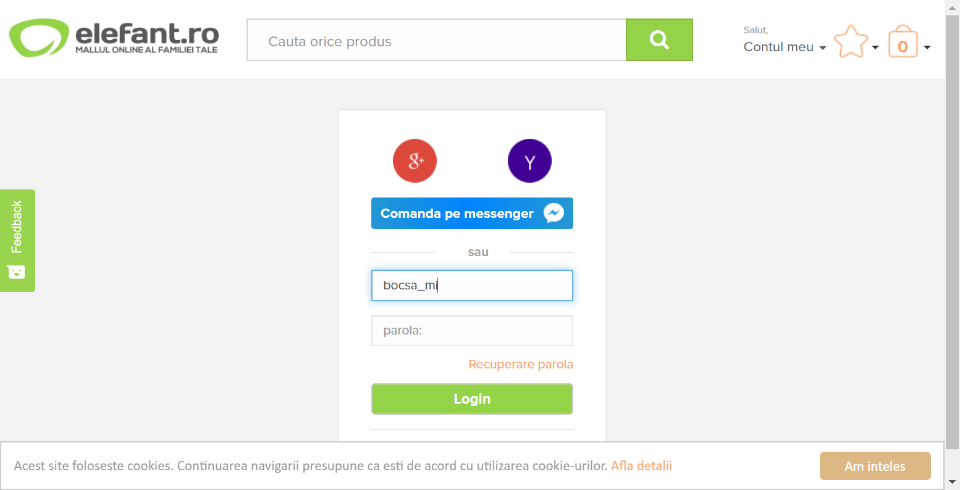 elefant.ro
MALLUL ONLINE AL FAMILIEI TALE
Cauta orice produs
Salut,
Contul meu
0
g+
Y
Comanda pe messenger
Feedback
sau
bocsa_mi
parola:
Recuperare parola
Login
Acest site foloseste cookies. Continuarea navigarii presupune ca esti de acord cu utilizarea cookie-urilor. Afla detalii
Am inteles